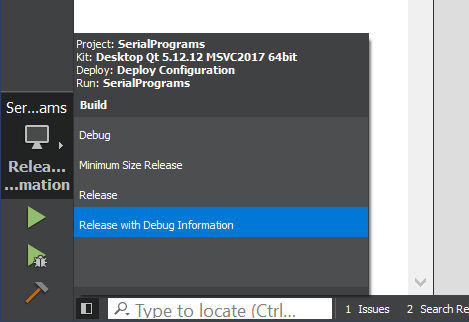 Project: SerialPrograms
Kit: Desktop Qt 5.12.12 MSVC2017 64bit
Deploy: Deploy Configuration
Run: SerialPrograms
Build
Ser...ams
Debug
Minimum Size Release
Relea...
...mation
Release
Release with Debug Information
Type to locate (Ctrl...
1 Issues
2 Search Re